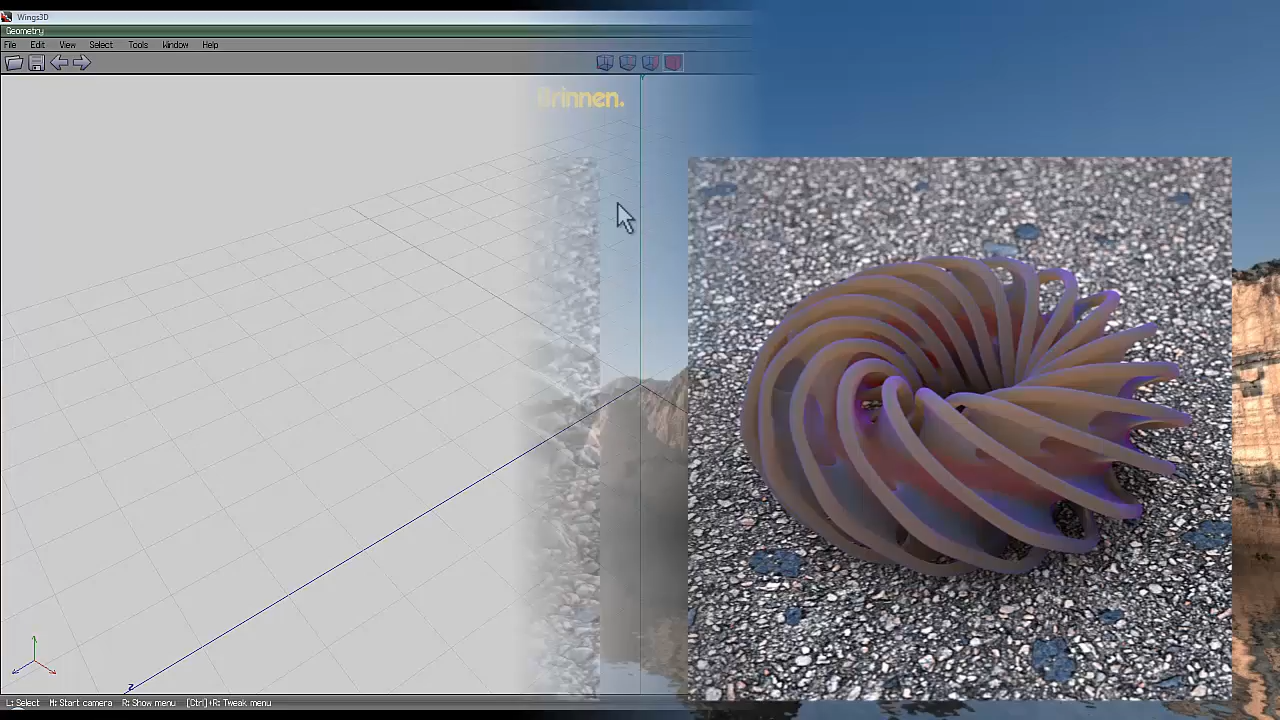 Wings3D
Geometry
File Edit View Select Tools Window Help
Brinnen.
Y
Z
L: Select M: Start camera R: Show menu [Ctrl]+R: Tweak menu